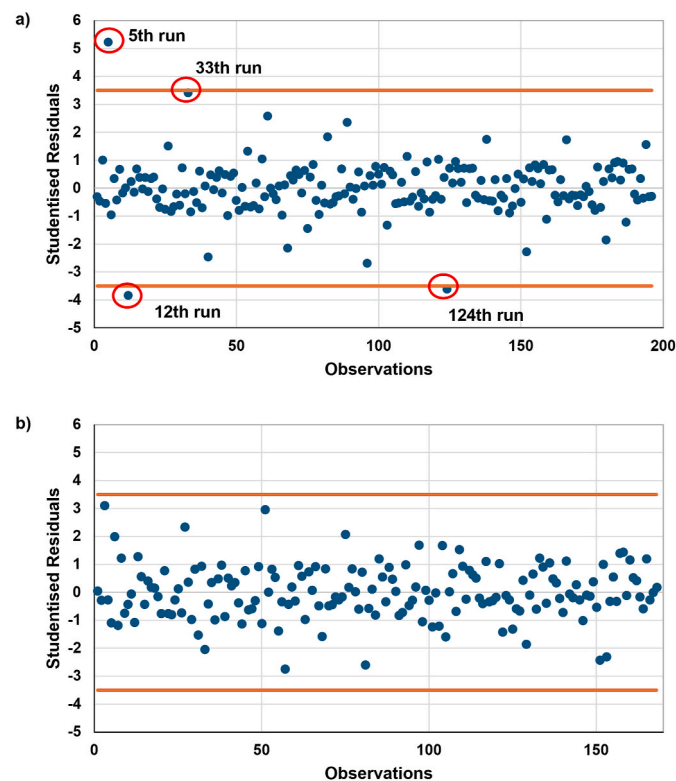 a)
6
5
4
3
2
1
0
-1
-2
-3
-4
-5
Studentised Residuals
5th run
33th run
12th run
124th run
0 50 100 150 200
Observations
b)
6
5
4
3
2
1
0
-1
-2
-3
-4
-5
Studentised Residuals
0 50 100 150
Observations